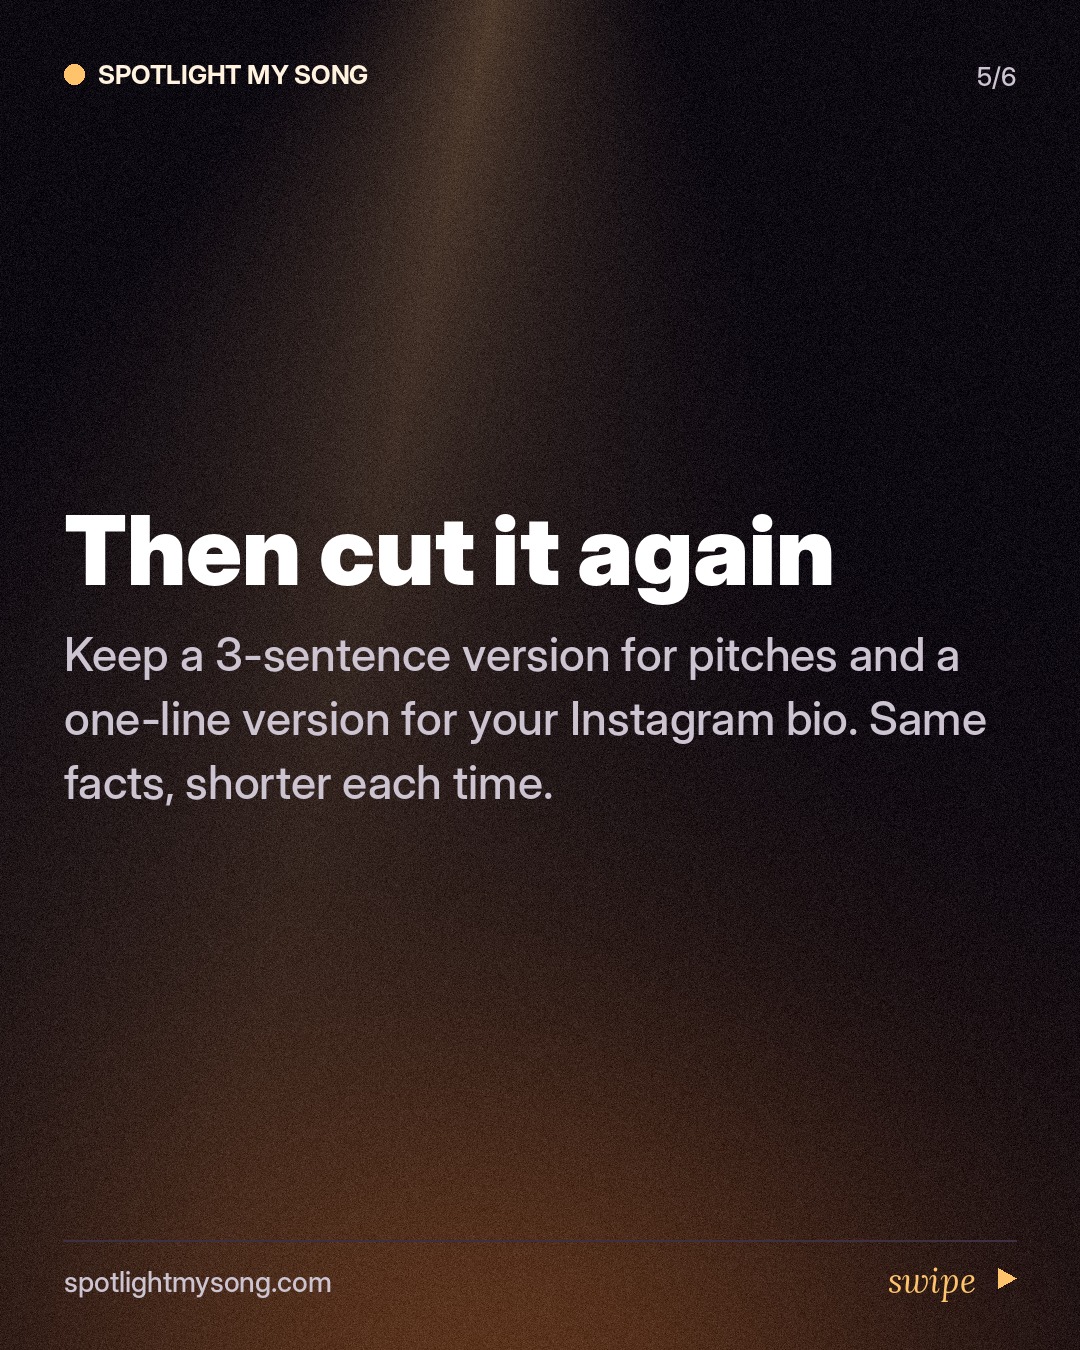 SPOTLIGHT MY SONG
5/6
Then cut it again
Keep a 3-sentence version for pitches and a
one-line version for your Instagram bio. Same
facts, shorter each time.
spotlightmysong.com
swipe